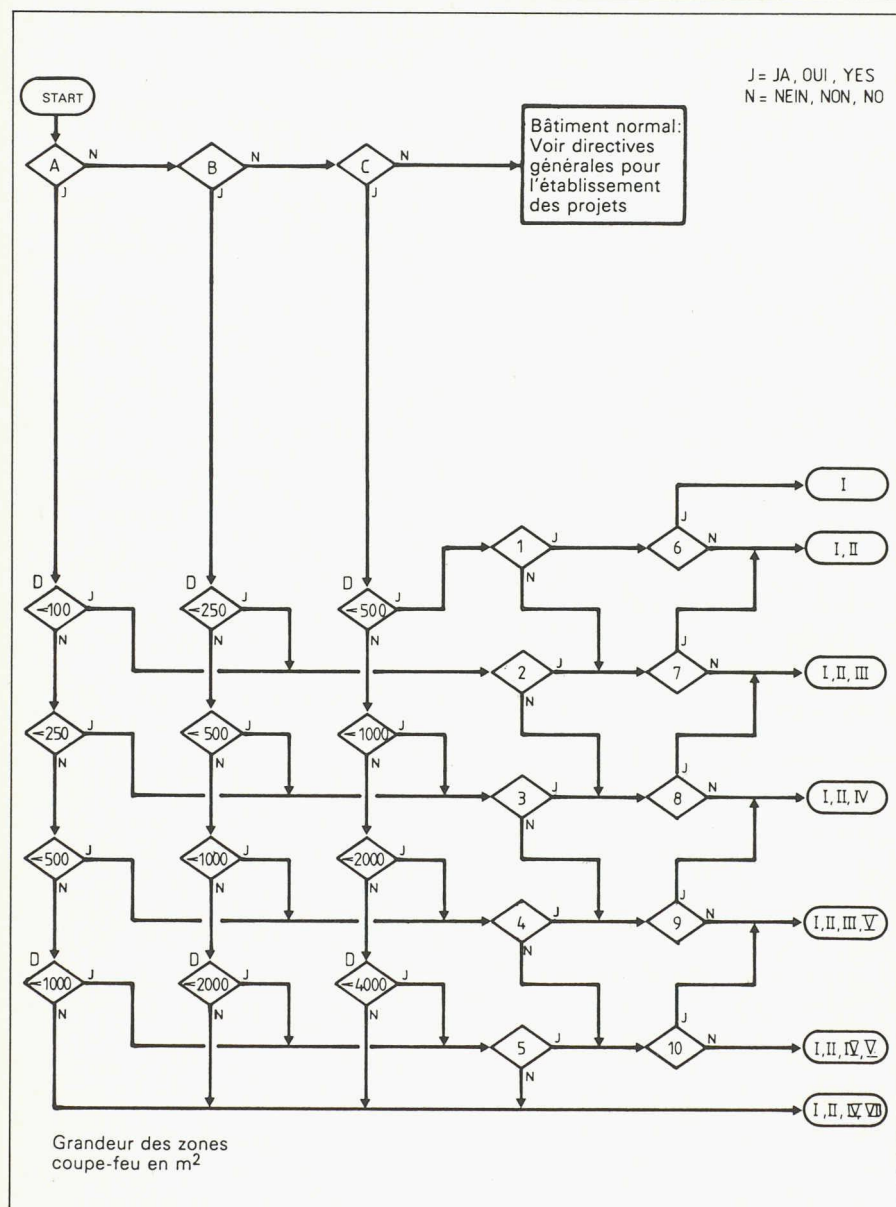 J = JA, OUI, YES
N = NEIN, NON, NO
START
A
N
J
B
N
J
C
N
J
Bâtiment normal:
Voir directives
générales pour
l'établissement
des projets
I
1
J
N
6
J
N
I, II
D
≤100
J
N
D
≤250
J
N
D
≤500
J
N
2
J
N
7
J
N
I, II, III
≤250
J
N
≤500
J
N
≤1000
J
N
3
J
N
8
J
N
I, II, IV
≤500
J
N
≤1000
J
N
≤2000
J
N
4
J
N
9
J
N
I, II, III, V
D
≤1000
J
N
≤2000
J
N
D
≤4000
J
N
5
J
N
10
J
N
I, II, IV, V
I, II, IV, VII
Grandeur des zones
coupe-feu en m²